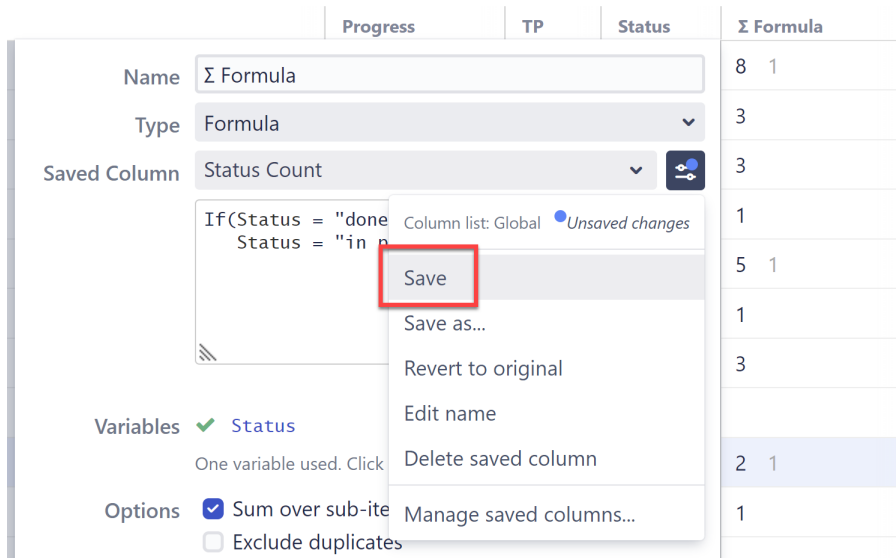 Progress TP Status Σ Formula
Name Σ Formula 8 1
Type Formula 3
Saved Column Status Count 3
If(Status = "done
Status = "in
Column list: Global Unsaved changes 1
Save 5 1
Save as... 1
Revert to original 3
Edit name
Variables Status
Delete saved column 2 1
One variable used. Click
Options Sum over sub-ite
Manage saved columns... 1
Exclude duplicates